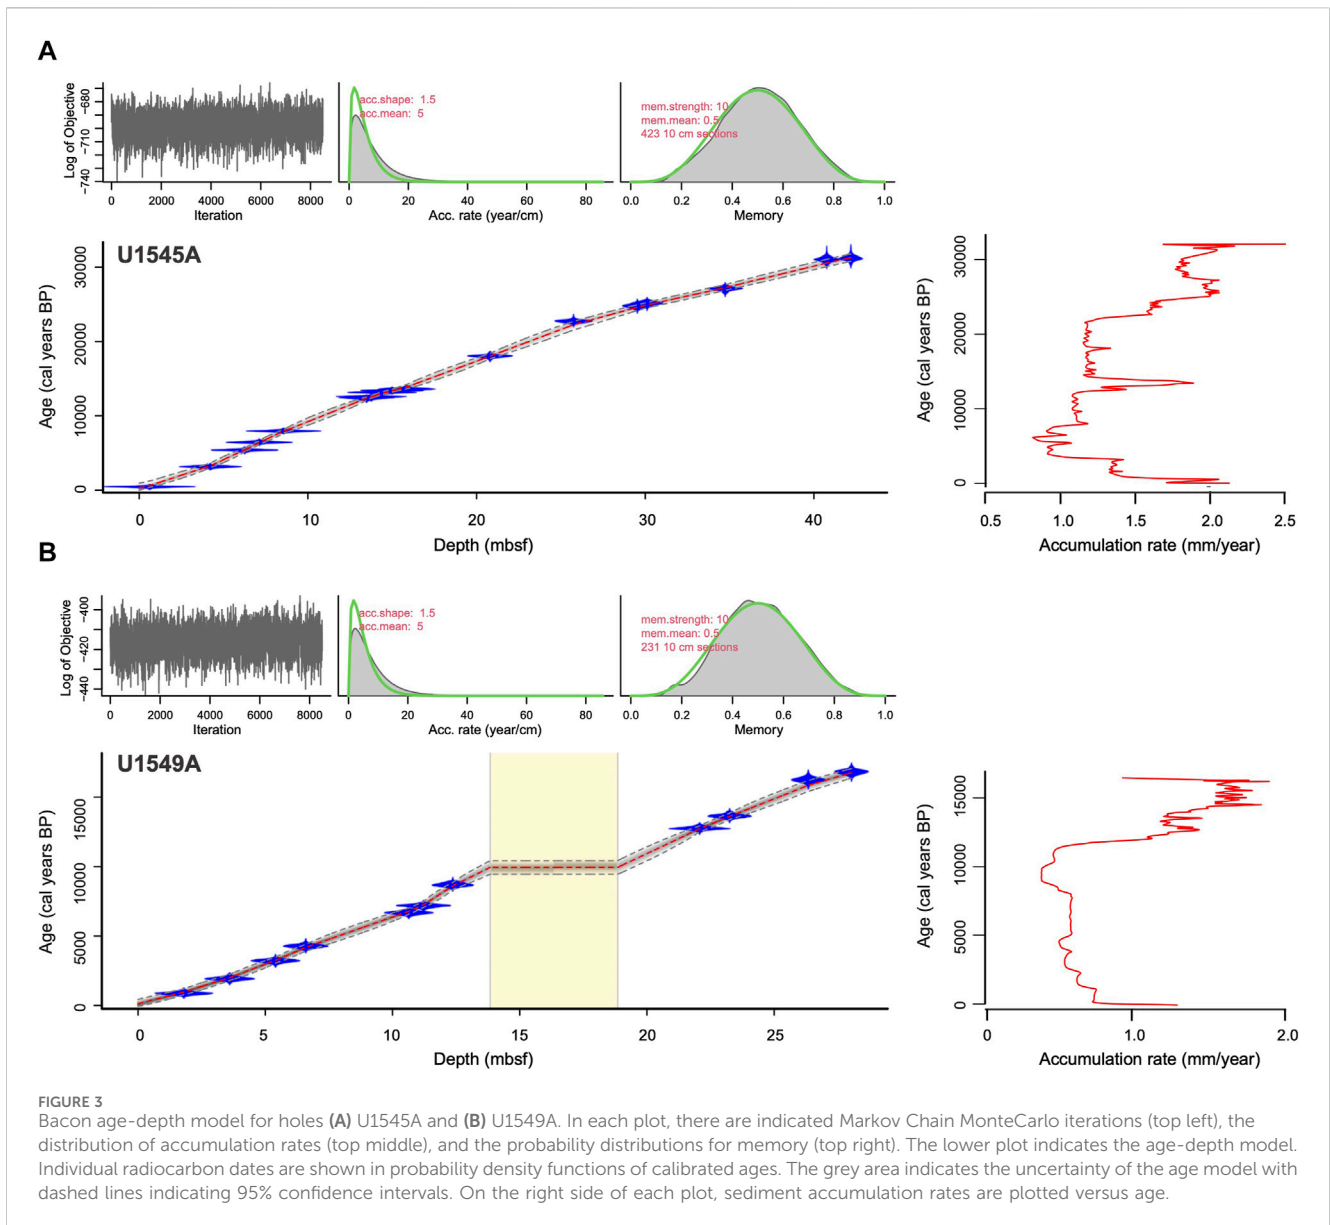 A
Log of Objective
−680
−710
−740
0 2000 4000 6000 8000
Iteration
acc.shape: 1.5
acc.mean: 5
0 20 40 60 80
Acc. rate (year/cm)
mem.strength: 10
mem.mean: 0.5
423 10 cm sections
0.0 0.2 0.4 0.6 0.8 1.0
Memory
U1545A
Age (cal years BP)
30000
20000
10000
0
0 10 20 30 40
Depth (mbsf)
Age (cal years BP)
30000
20000
10000
0
0.5 1.0 1.5 2.0 2.5
Accumulation rate (mm/year)
B
Log of Objective
−400
−420
−440
0 2000 4000 6000 8000
Iteration
acc.shape: 1.5
acc.mean: 5
0 20 40 60 80
Acc. rate (year/cm)
mem.strength: 10
mem.mean: 0.5
231 10 cm sections
0.0 0.2 0.4 0.6 0.8 1.0
Memory
U1549A
Age (cal years BP)
15000
10000
5000
0
0 5 10 15 20 25
Depth (mbsf)
Age (cal years BP)
15000
10000
5000
0
0 1.0 2.0
Accumulation rate (mm/year)
FIGURE 3
Bacon age-depth model for holes (A) U1545A and (B) U1549A. In each plot, there are indicated Markov Chain MonteCarlo iterations (top left), the
distribution of accumulation rates (top middle), and the probability distributions for memory (top right). The lower plot indicates the age-depth model.
Individual radiocarbon dates are shown in probability density functions of calibrated ages. The grey area indicates the uncertainty of the age model with
dashed lines indicating 95% confidence intervals. On the right side of each plot, sediment accumulation rates are plotted versus age.